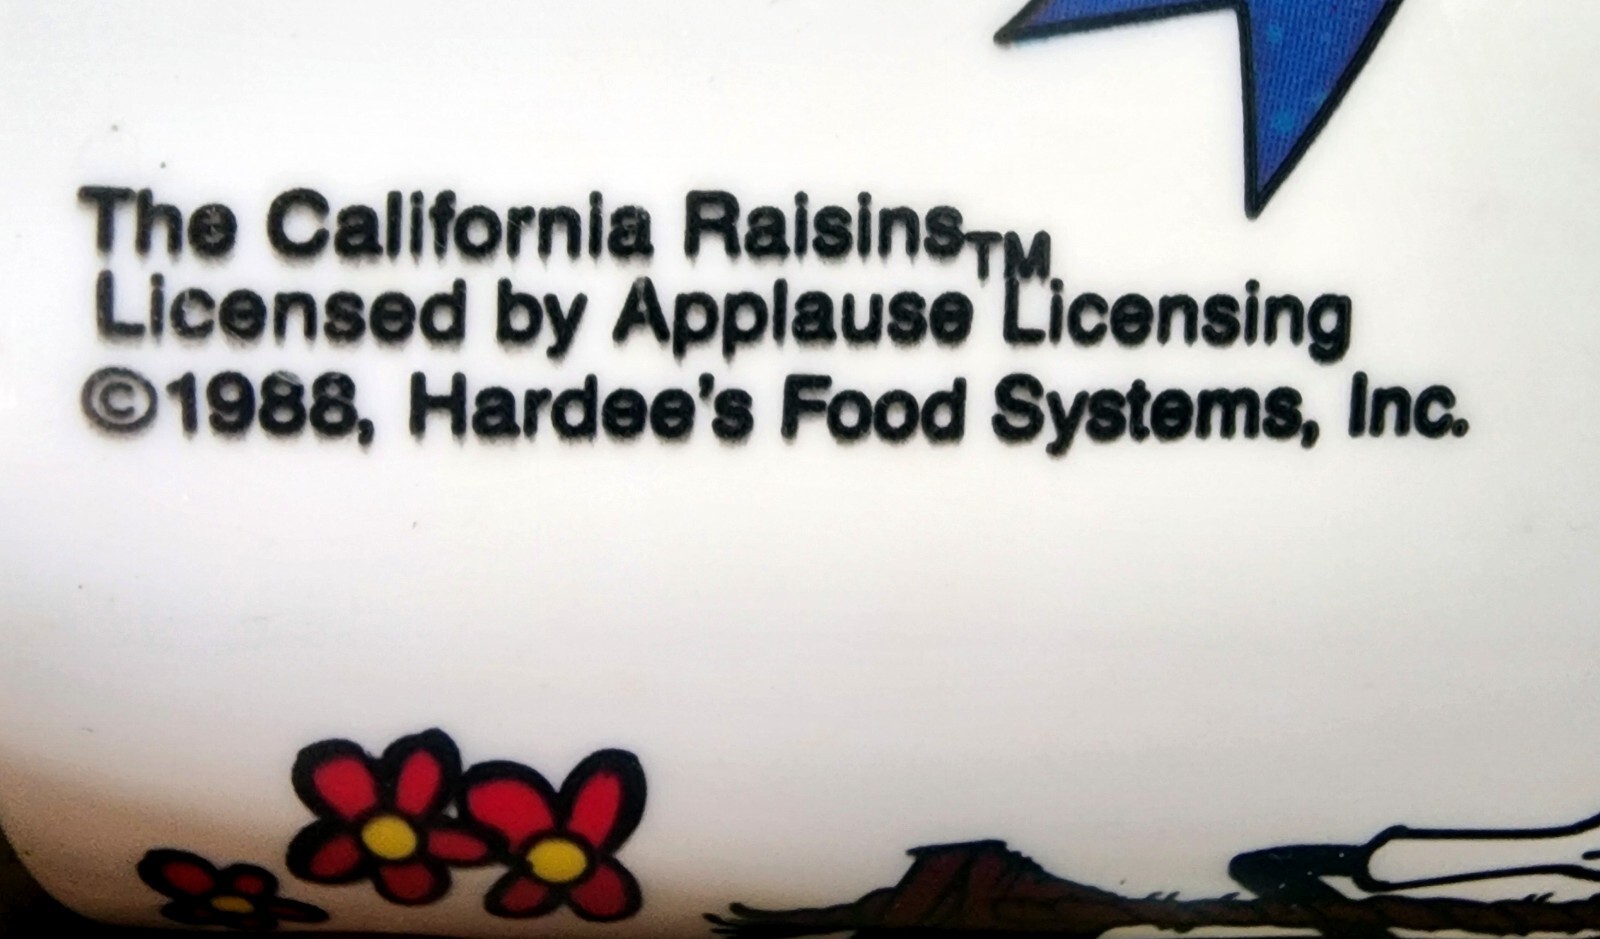 The California Raisins™
Licensed by Applause Licensing
©1988, Hardee's Food Systems, Inc.